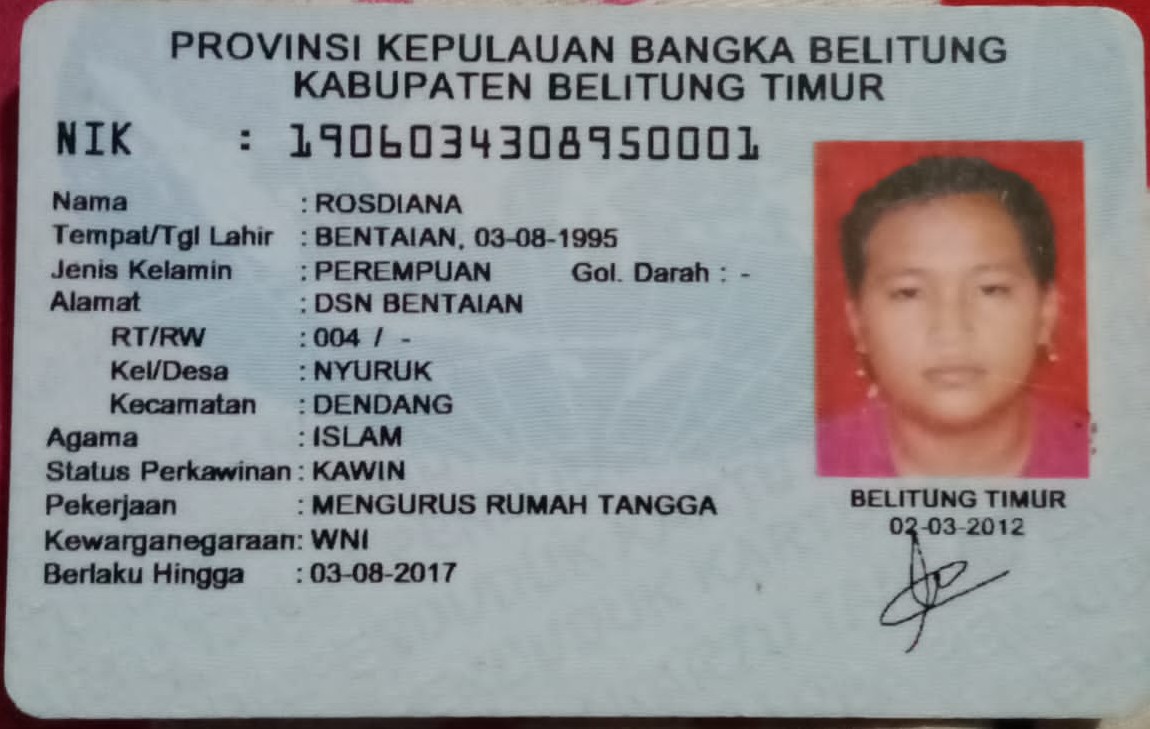 PROVINSI KEPULAUAN BANGKA BELITUNG
KABUPATEN BELITUNG TIMUR
NIK : 1906034308950001
Nama : ROSDIANA
Tempat/Tgl Lahir : BENTAIAN, 03-08-1995
Jenis Kelamin : PEREMPUAN Gol. Darah : -
Alamat : DSN BENTAIAN
RT/RW : 004 / -
Kel/Desa : NYURUK
Kecamatan : DENDANG
Agama : ISLAM
Status Perkawinan : KAWIN
Pekerjaan : MENGURUS RUMAH TANGGA
Kewarganegaraan: WNI
Berlaku Hingga : 03-08-2017
BELITUNG TIMUR
02-03-2012